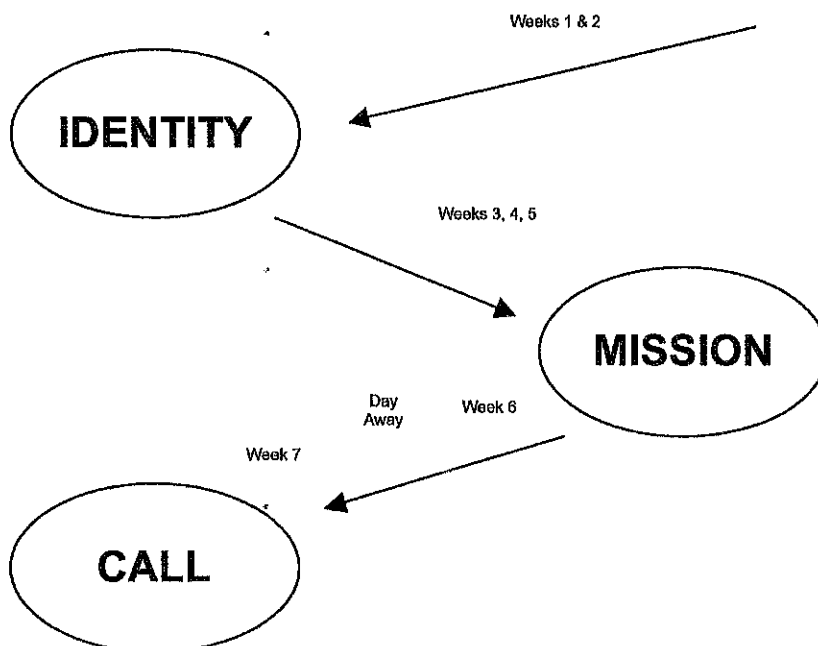 Weeks 1 & 2
IDENTITY
Weeks 3, 4, 5
MISSION
Day
Away
Week 6
Week 7
CALL